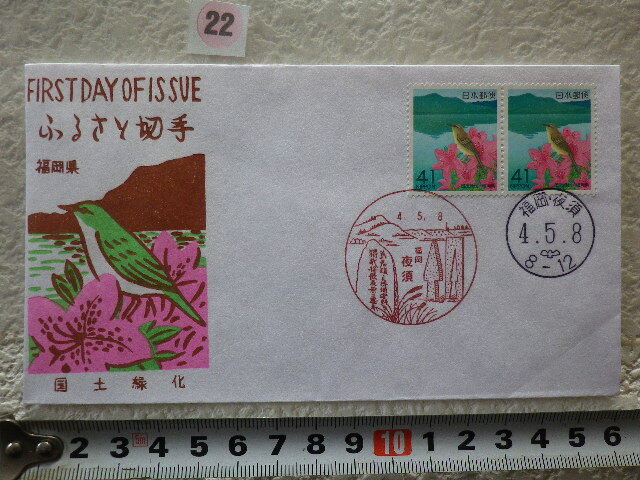 22
FIRST DAY OF ISSUE
ふるさと切手
福岡県
国土緑化
日本郵便
41
NIPPON
日本郵便
41
NIPPON
4.5.8
福岡
夜須
福岡・夜須
4.5.8
8-12
2 3 4 5 6 7 8 9 10 1 2 3 4 5 6